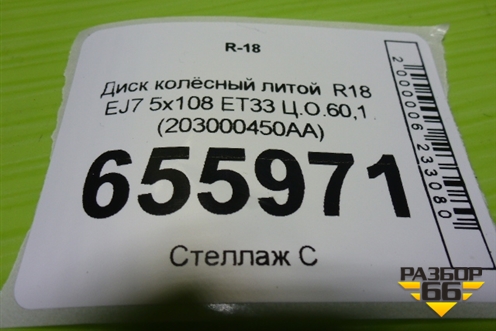 R-18
Диск колёсный литой R18
EJ7 5x108 ET33 Ц.О.60,1
(203000450AA)
655971
Стеллаж С
2000006233080
РАЗБОР
66